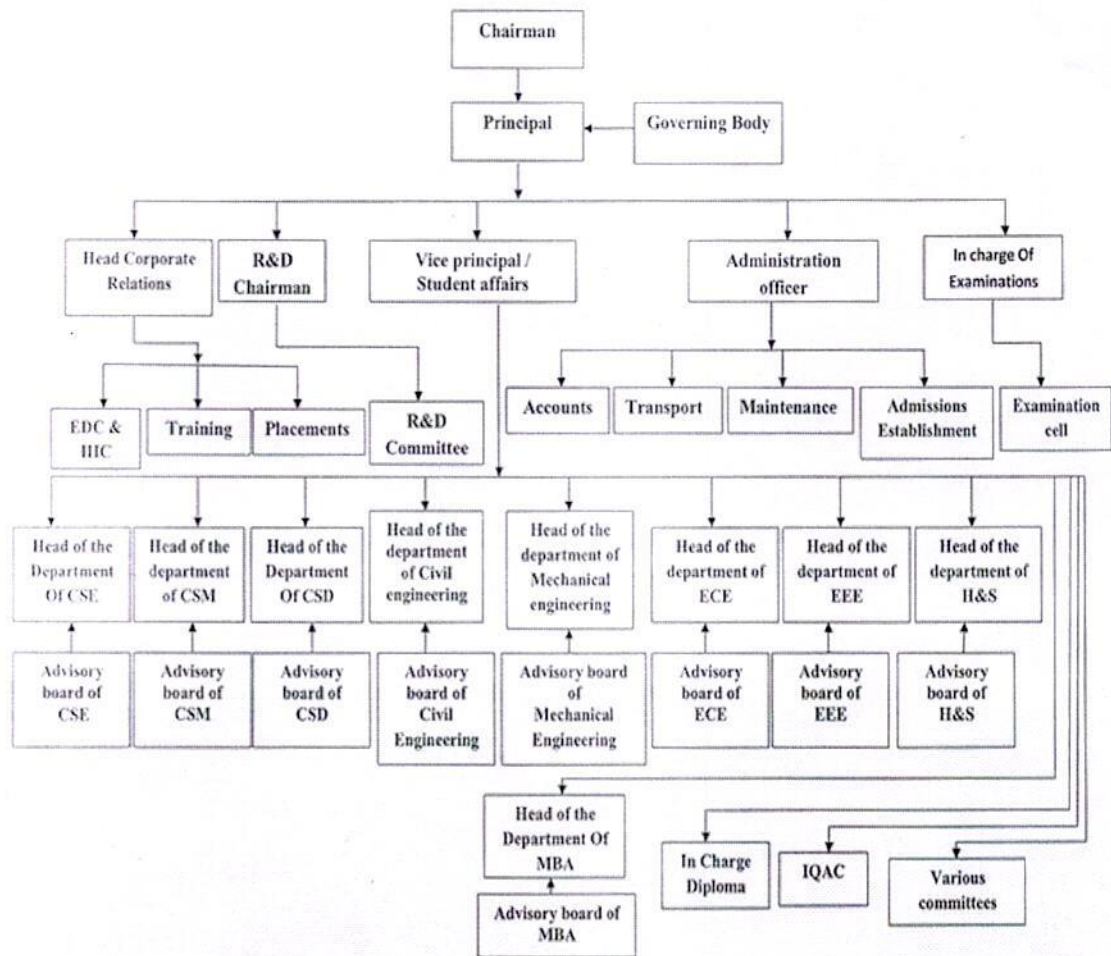 Chairman
Principal
Governing Body
Head Corporate
Relations
R&D
Chairman
Vice principal /
Student affairs
Administration
officer
In charge Of
Examinations
EDC &
IIIC
Training
Placements
R&D
Committee
Accounts
Transport
Maintenance
Admissions
Establishment
Examination
cell
Head of the
Department
Of CSE
Head of the
department
of CSM
Head of the
Department
Of CSD
Head of the
department
of Civil
engineering
Head of the
department of
Mechanical
engineering
Head of the
department of
ECE
Head of the
department of
EEE
Head of the
department of
H&S
Advisory
board of
CSE
Advisory
board of
CSM
Advisory
board of
CSD
Advisory
board of
Civil
Engineering
Advisory board
of
Mechanical
Engineering
Advisory
board of
ECE
Advisory
board of
EEE
Advisory
board of
H&S
Head of the
Department Of
MBA
In Charge
Diploma
IQAC
Various
committees
Advisory board of
MBA